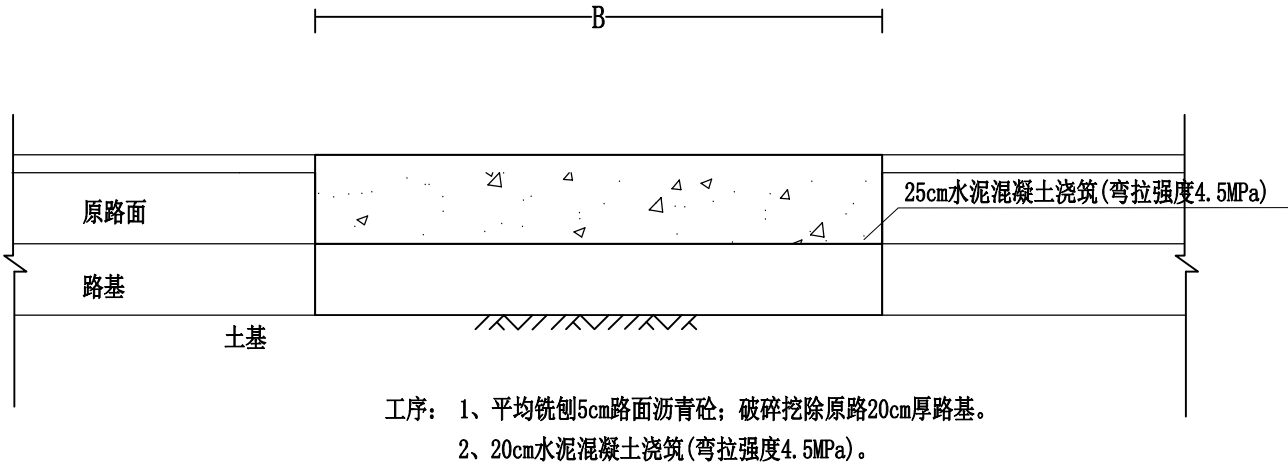 B
25cm水泥混凝土浇筑(弯拉强度4.5MPa)
原路面
路基
土基
工序： 1、平均铣刨5cm路面沥青砼；破碎挖除原路20cm厚路基。
2、20cm水泥混凝土浇筑(弯拉强度4.5MPa)。